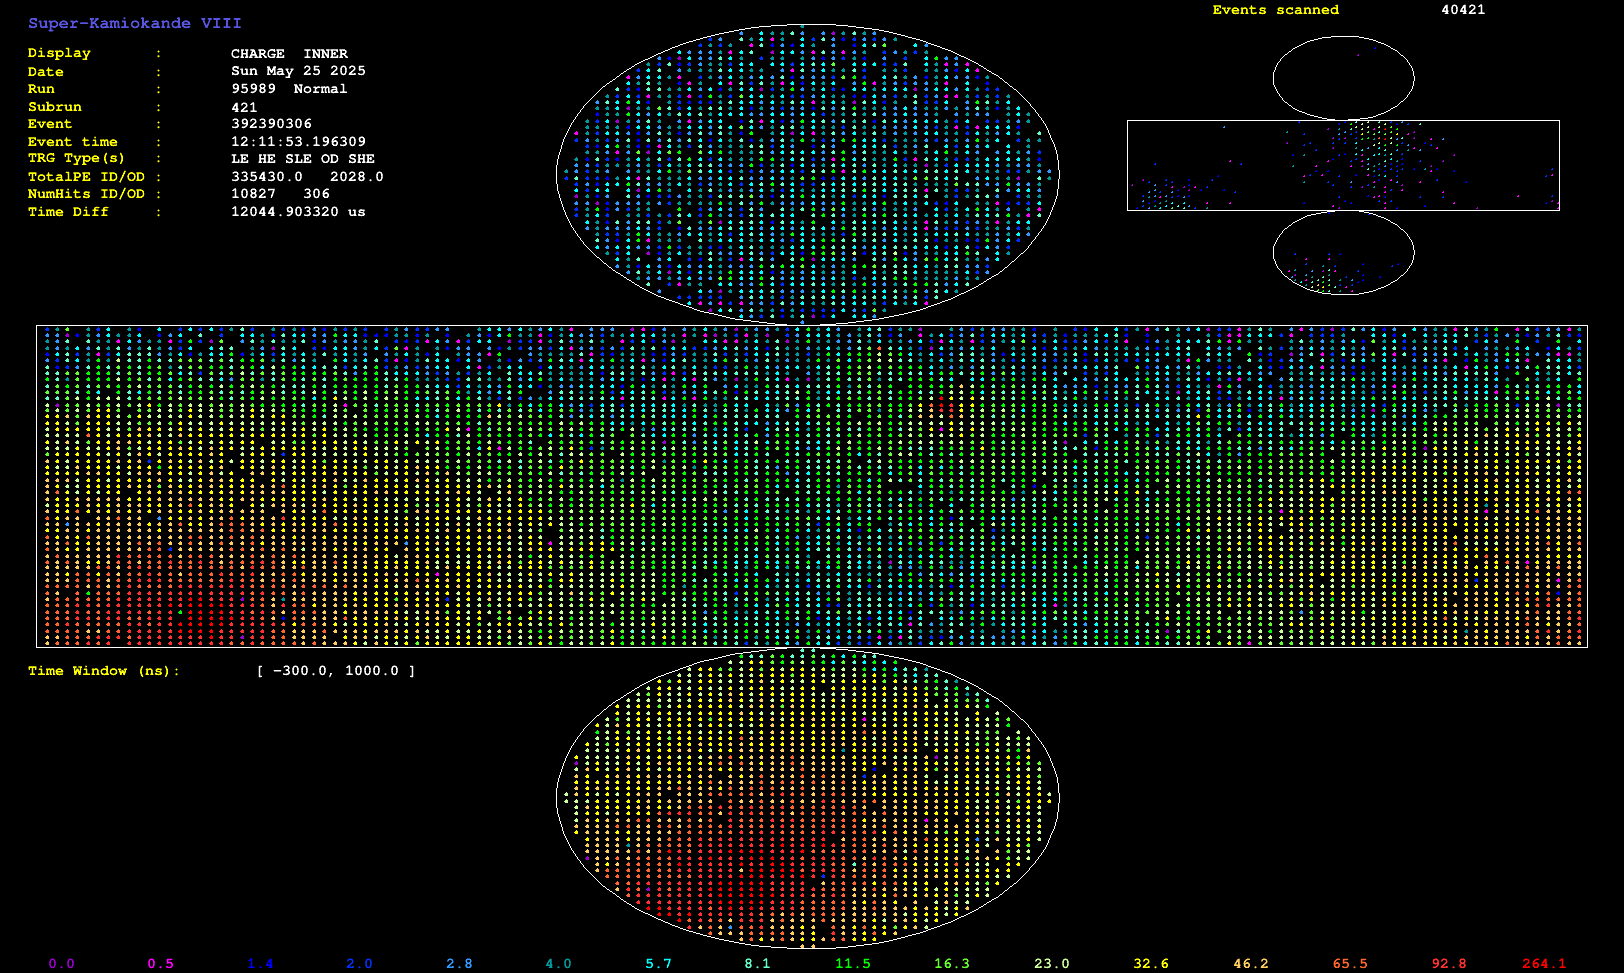 Super-Kamiokande VIII
Events scanned 40421
Display : CHARGE INNER
Date : Sun May 25 2025
Run : 95989 Normal
Subrun : 421
Event : 392390306
Event time : 12:11:53.196309
TRG Type(s) : LE HE SLE OD SHE
TotalPE ID/OD : 335430.0 2028.0
NumHits ID/OD : 10827 306
Time Diff : 12044.903320 us
Time Window (ns): [ -300.0, 1000.0 ]
0.0 0.5 1.4 2.0 2.8 4.0 5.7 8.1 11.5 16.3 23.0 32.6 46.2 65.5 92.8 264.1